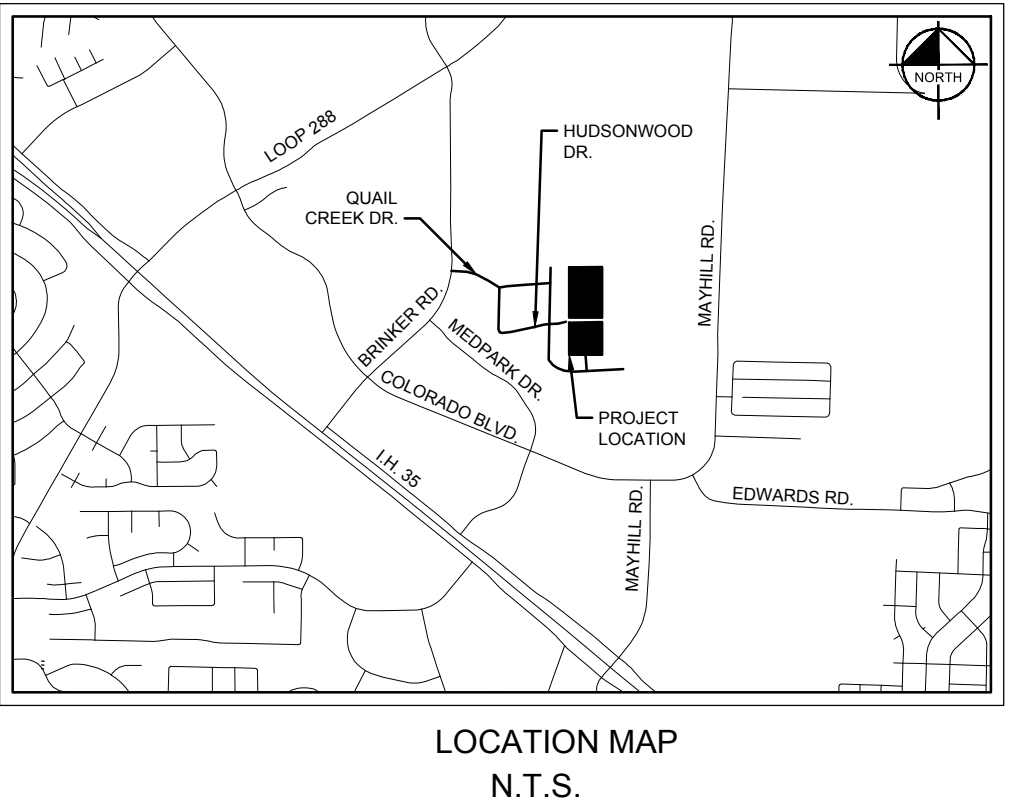 NORTH
LOOP 288
HUDSONWOOD
DR.
QUAIL
CREEK DR.
MAYHILL RD.
BRINKER RD.
MEDPARK DR.
COLORADO BLVD.
PROJECT
LOCATION
I.H. 35
MAYHILL RD.
EDWARDS RD.
LOCATION MAP
N.T.S.